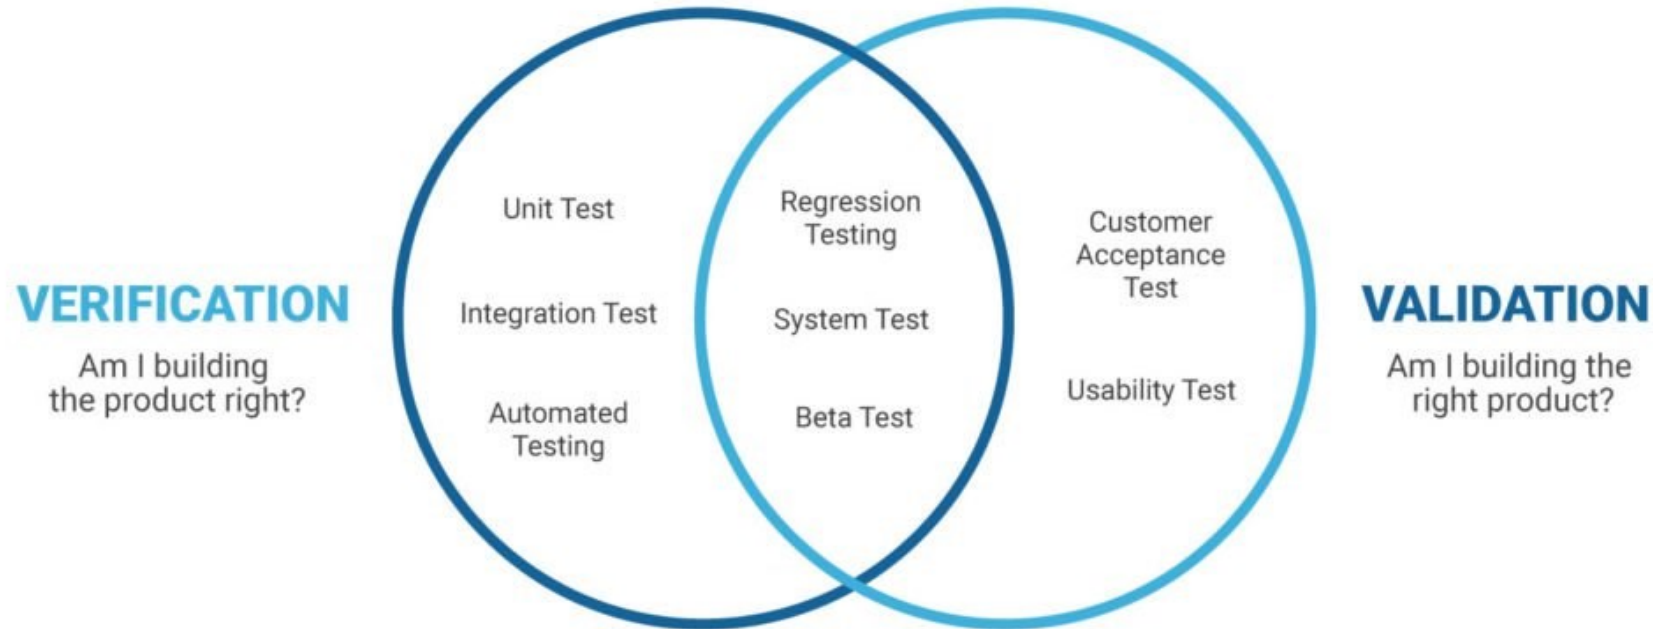 VERIFICATION
Am I building
the product right?
Unit Test
Integration Test
Automated
Testing
Regression
Testing
System Test
Beta Test
Customer
Acceptance
Test
Usability Test
VALIDATION
Am I building the
right product?